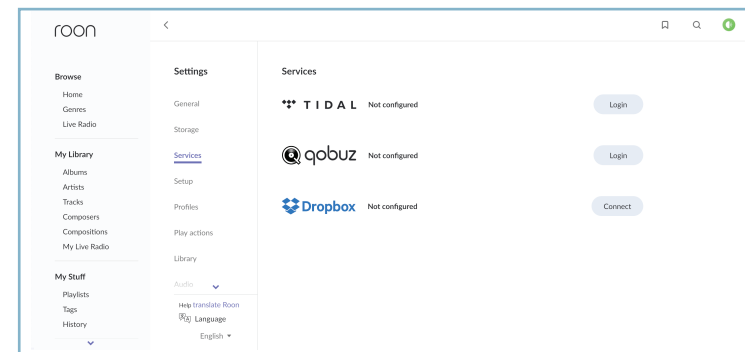 roon
Browse
Home
Genres
Live Radio
My Library
Albums
Artists
Tracks
Composers
Compositions
My Live Radio
My Stuff
Playlists
Tags
History
Settings
General
Storage
Services
Setup
Profiles
Play actions
Library
Audio
Help translate Roon
Language
English
Services
TIDAL Not configured Login
qobuz Not configured Login
Dropbox Not configured Connect